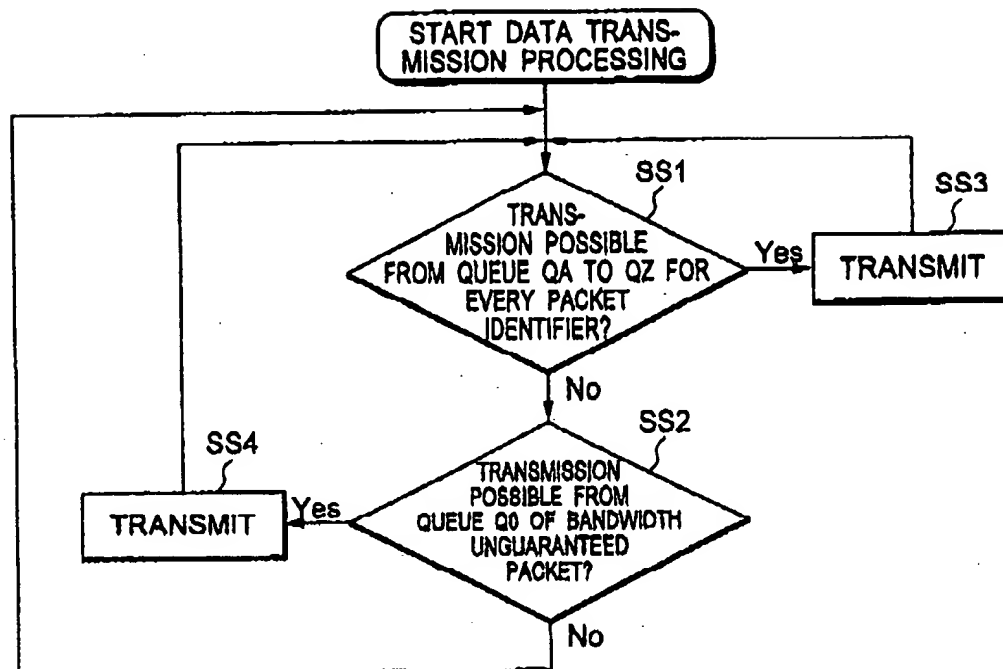 START DATA TRANS-
MISSION PROCESSING
SS1
TRANS-
MISSION POSSIBLE
FROM QUEUE QA TO QZ FOR
EVERY PACKET
IDENTIFIER?
Yes
SS3
TRANSMIT
No
SS2
TRANSMISSION
POSSIBLE FROM
QUEUE Q0 OF BANDWIDTH
UNGUARANTEED
PACKET?
Yes
SS4
TRANSMIT
No